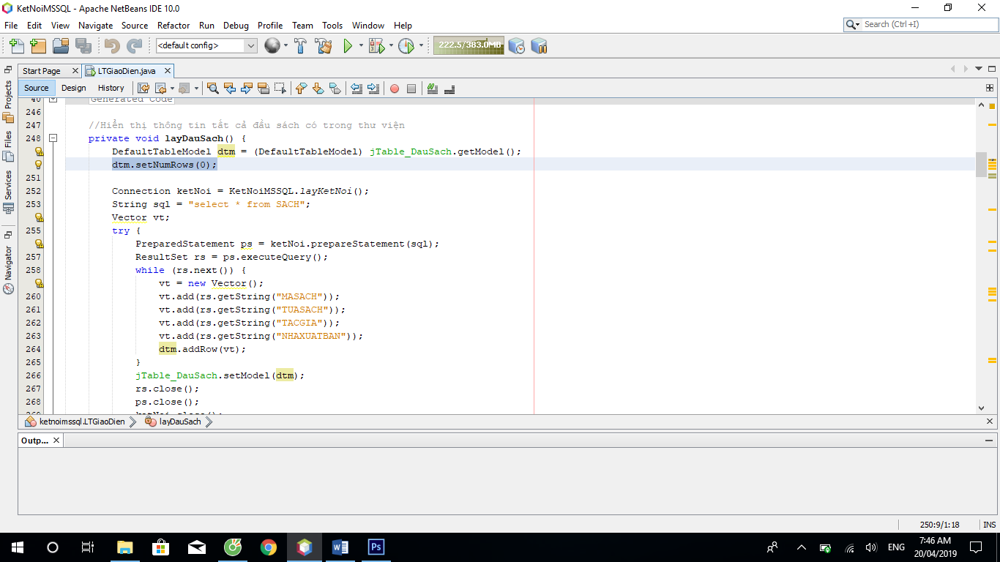 KetNoiMSSQL - Apache NetBeans IDE 10.0
File Edit View Navigate Source Refactor Run Debug Profile Team Tools Window Help
Search (Ctrl +I)
<default config>
222.5/383.0MB
Start Page
LTGiaoDien.java
Source Design History
Projects
Files
Services
Navigator
40 Generated Code
246
247 //Hiển thị thông tin tất cả đầu sách có trong thư viện
248 private void layDauSach() {
DefaultTableModel dtm = (DefaultTableModel) jTable_DauSach.getModel();
dtm.setNumRows(0);
251
252 Connection ketNoi = KetNoiMSSQL.layKetNoi();
253 String sql = "select * from SACH";
Vector vt;
255 try {
PreparedStatement ps = ketNoi.prepareStatement(sql);
257 ResultSet rs = ps.executeQuery();
258 while (rs.next()) {
vt = new Vector();
260 vt.add(rs.getString("MASACH"));
261 vt.add(rs.getString("TUASACH"));
262 vt.add(rs.getString("TACGIA"));
263 vt.add(rs.getString("NHAXUATBAN"));
264 dtm.addRow(vt);
265 }
266 jTable_DauSach.setModel(dtm);
267 rs.close();
268 ps.close();
269 ketNoi.close();
ketnoimssql.LTGiaoDien
layDauSach
Outp...
250:9/1:18
INS
ENG
7:46 AM
20/04/2019